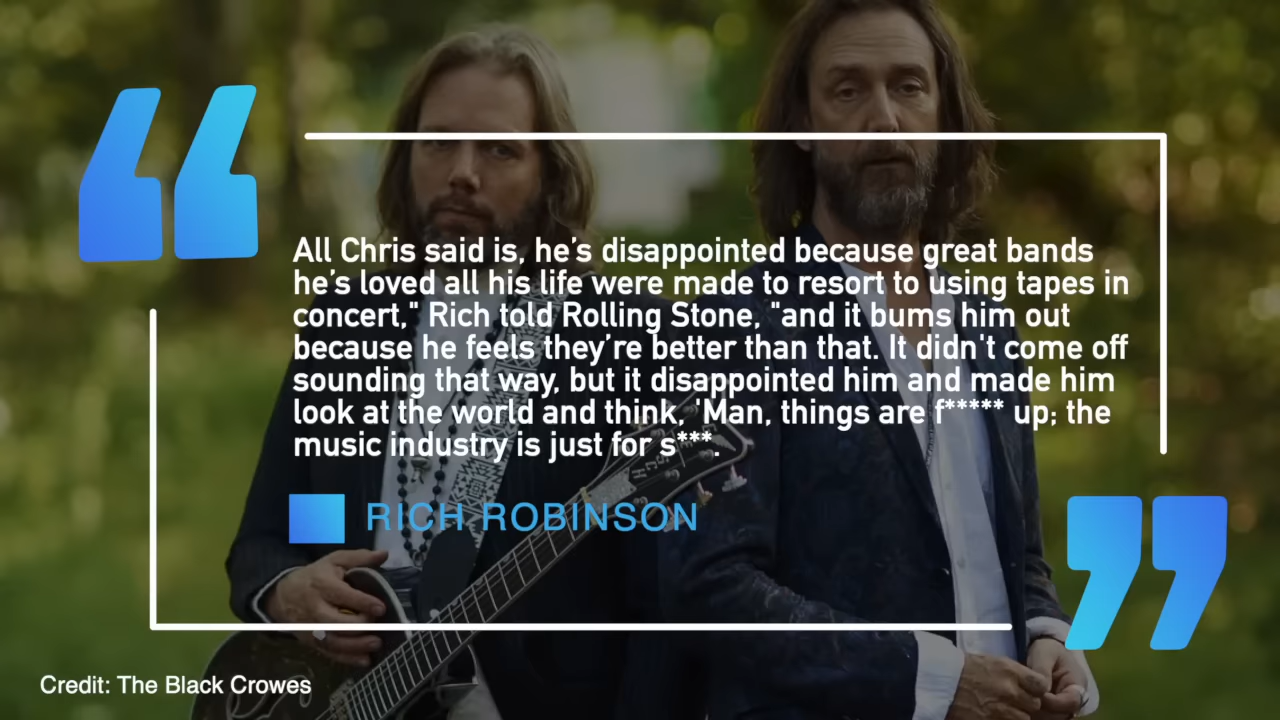 All Chris said is, he’s disappointed because great bands
he’s loved all his life were made to resort to using tapes in
concert," Rich told Rolling Stone, "and it bums him out
because he feels they’re better than that. It didn't come off
sounding that way, but it disappointed him and made him
look at the world and think, 'Man, things are f***** up; the
music industry is just for s***.
RICH ROBINSON
Credit: The Black Crowes